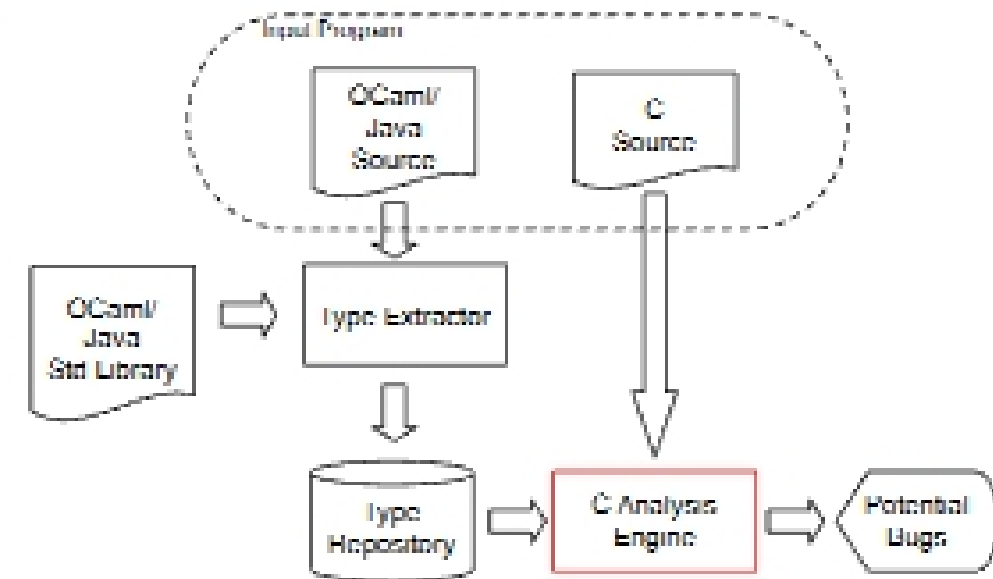 Input Program
OCaml/
Java
Source
C
Source
OCaml/
Java
Std Library
Type Extractor
Type
Repository
C Analysis
Engine
Potential
Bugs